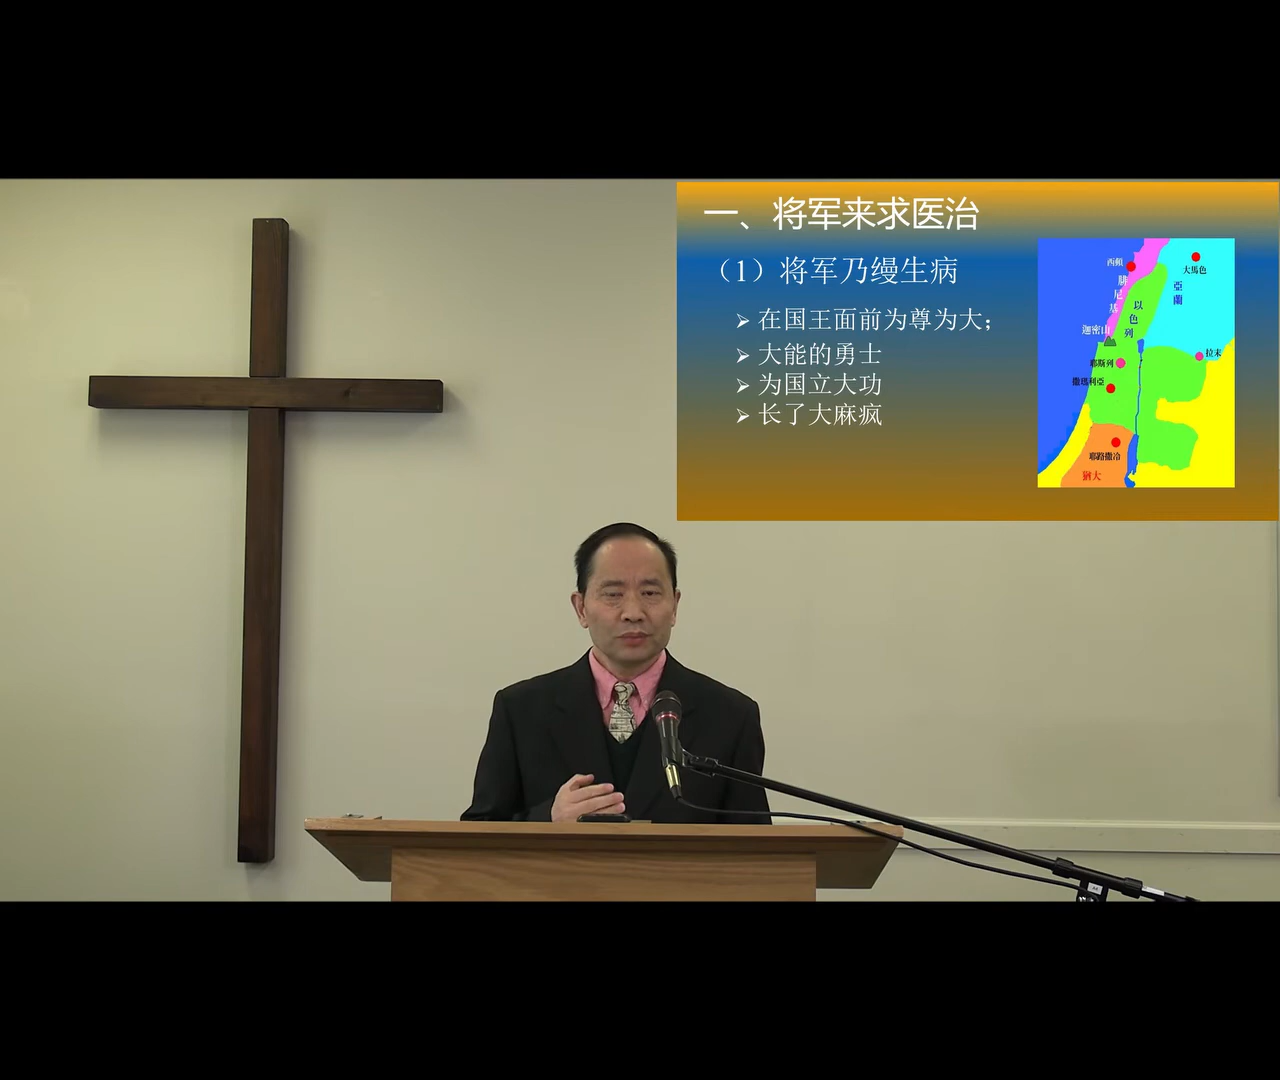 一、将军来求医治
（1）将军乃缦生病
➢ 在国王面前为尊为大；
➢ 大能的勇士
➢ 为国立大功
➢ 长了大麻疯
西頓
大馬色
腓尼基
亞蘭
以色列
迦密山
拉末
耶斯列
撒瑪利亞
耶路撒冷
猶大